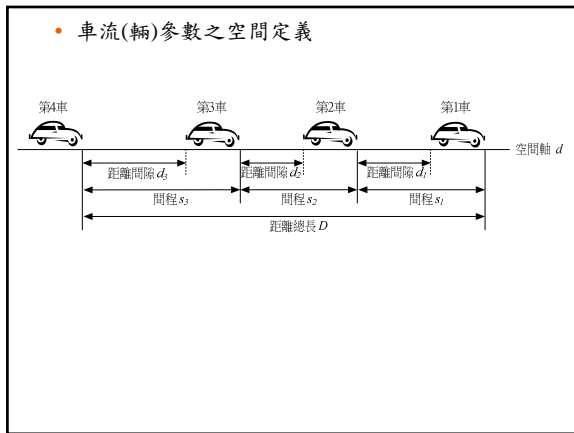 • 車流(輛)參數之空間定義
第4車 第3車 第2車 第1車
空間軸 d
距離間隙 d3 距離間隙 d2 距離間隙 d1
間程 s3 間程 s2 間程 s1
距離總長 D